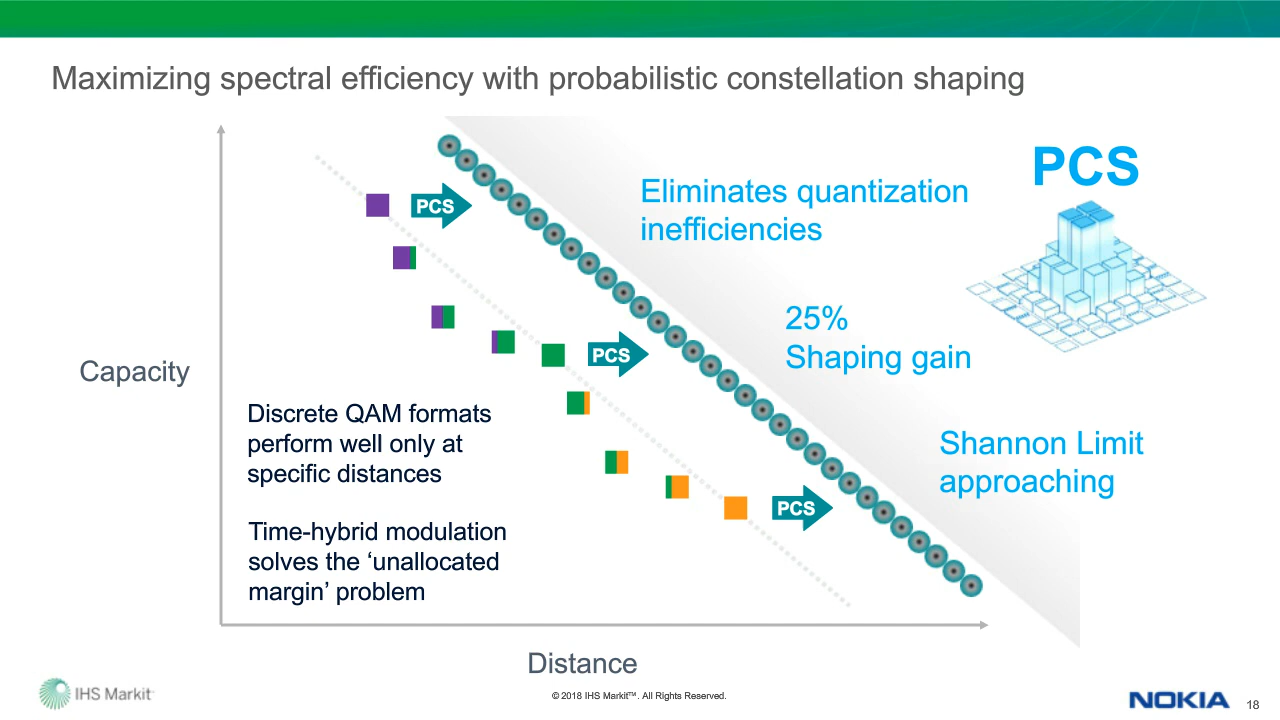 Maximizing spectral efficiency with probabilistic constellation shaping
PCS
Eliminates quantization
inefficiencies
PCS
25%
Shaping gain
PCS
Capacity
Discrete QAM formats
perform well only at
specific distances
Shannon Limit
approaching
PCS
Time-hybrid modulation
solves the ‘unallocated
margin’ problem
Distance
IHS Markit™
© 2018 IHS Markit™. All Rights Reserved.
NOKIA
18